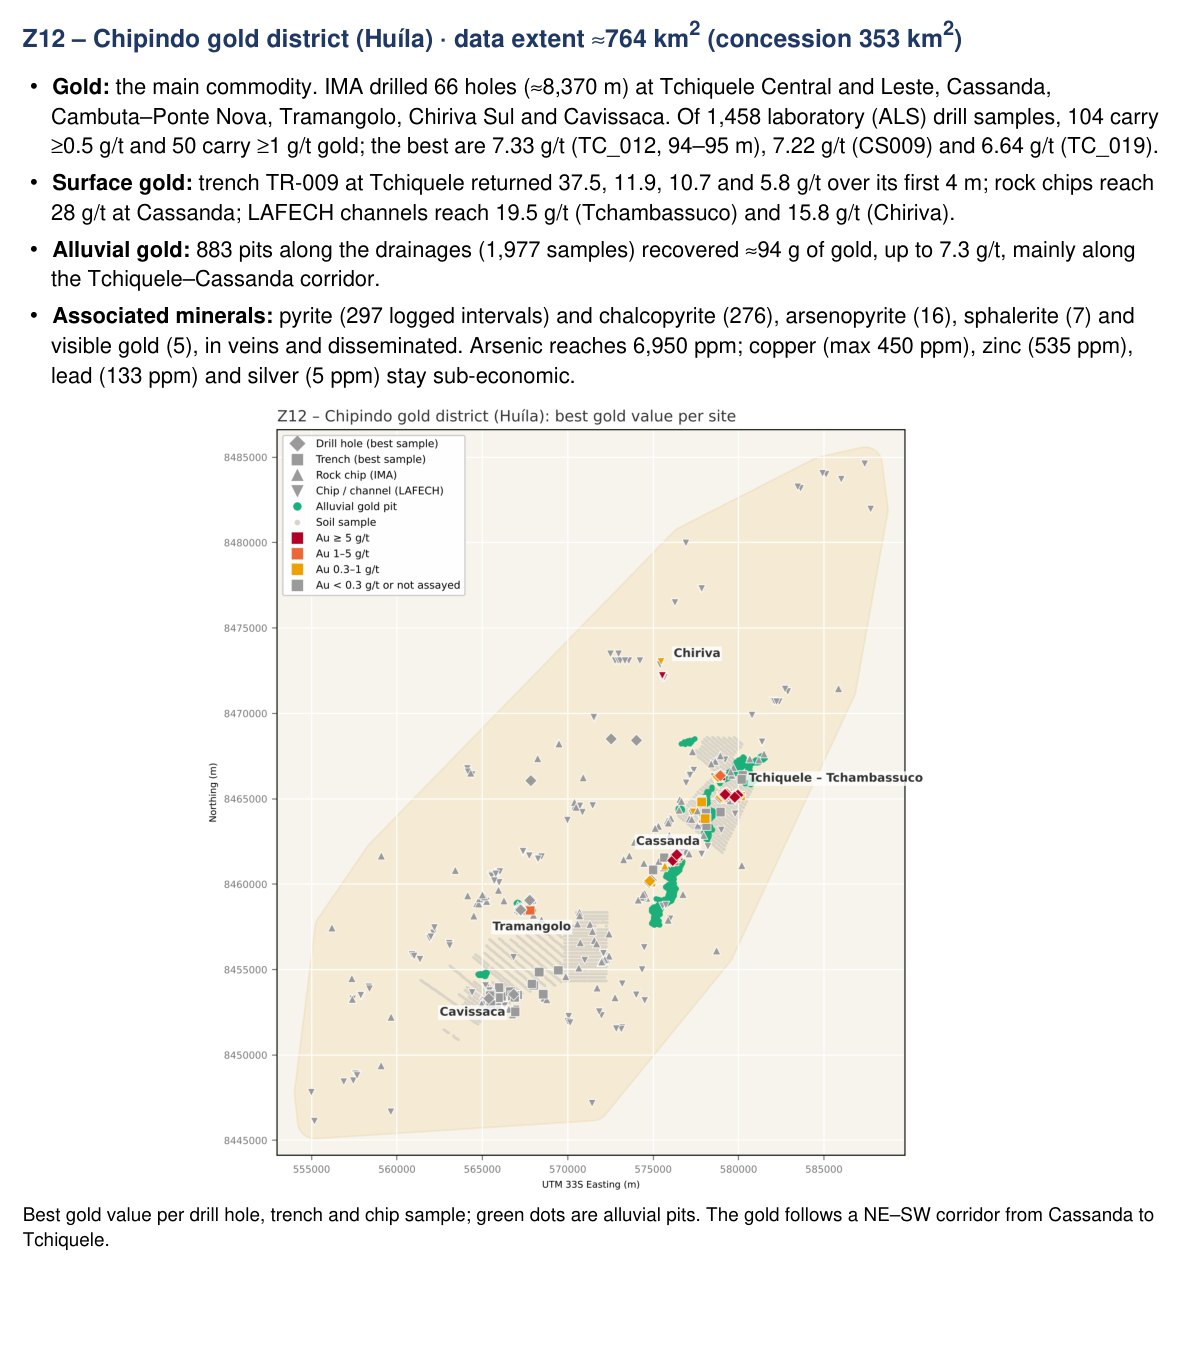 Z12 – Chipindo gold district (Huíla) · data extent ≈764 km² (concession 353 km²)
• Gold: the main commodity. IMA drilled 66 holes (≈8,370 m) at Tchiquele Central and Leste, Cassanda,
Cambuta–Ponte Nova, Tramangolo, Chiriva Sul and Cavissaca. Of 1,458 laboratory (ALS) drill samples, 104 carry
≥0.5 g/t and 50 carry ≥1 g/t gold; the best are 7.33 g/t (TC_012, 94–95 m), 7.22 g/t (CS009) and 6.64 g/t (TC_019).
• Surface gold: trench TR-009 at Tchiquele returned 37.5, 11.9, 10.7 and 5.8 g/t over its first 4 m; rock chips reach
28 g/t at Cassanda; LAFECH channels reach 19.5 g/t (Tchambassuco) and 15.8 g/t (Chiriva).
• Alluvial gold: 883 pits along the drainages (1,977 samples) recovered ≈94 g of gold, up to 7.3 g/t, mainly along
the Tchiquele–Cassanda corridor.
• Associated minerals: pyrite (297 logged intervals) and chalcopyrite (276), arsenopyrite (16), sphalerite (7) and
visible gold (5), in veins and disseminated. Arsenic reaches 6,950 ppm; copper (max 450 ppm), zinc (535 ppm),
lead (133 ppm) and silver (5 ppm) stay sub-economic.
Z12 – Chipindo gold district (Huíla): best gold value per site
Drill hole (best sample)
Trench (best sample)
Rock chip (IMA)
Chip / channel (LAFECH)
Alluvial gold pit
Soil sample
Au ≥ 5 g/t
Au 1–5 g/t
Au 0.3–1 g/t
Au < 0.3 g/t or not assayed
8485000
8480000
8475000
8470000
8465000
8460000
8455000
8450000
8445000
Northing (m)
Chiriva
Tchiquele – Tchambassuco
Cassanda
Tramangolo
Cavissaca
555000 560000 565000 570000 575000 580000 585000
UTM 33S Easting (m)
Best gold value per drill hole, trench and chip sample; green dots are alluvial pits. The gold follows a NE–SW corridor from Cassanda to
Tchiquele.